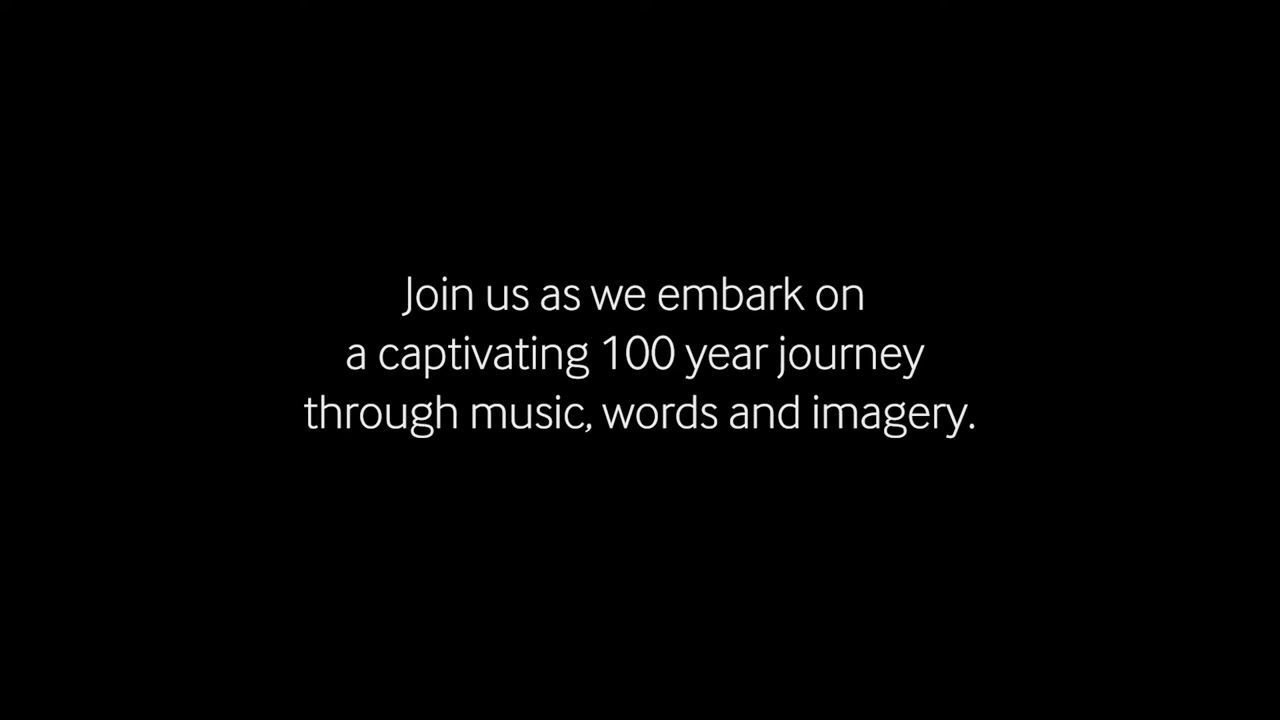 Join us as we embark on
a captivating 100 year journey
through music, words and imagery.